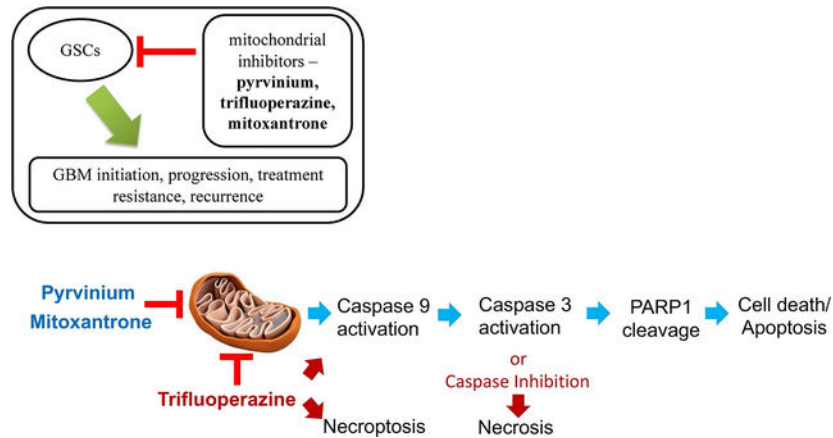 GSCs
mitochondrial
inhibitors –
pyrvinium,
trifluoperazine,
mitoxantrone
GBM initiation, progression, treatment
resistance, recurrence
Pyrvinium
Mitoxantrone
Caspase 9
activation
Caspase 3
activation
PARP1
cleavage
Cell death/
Apoptosis
or
Caspase Inhibition
Trifluoperazine
Necroptosis
Necrosis